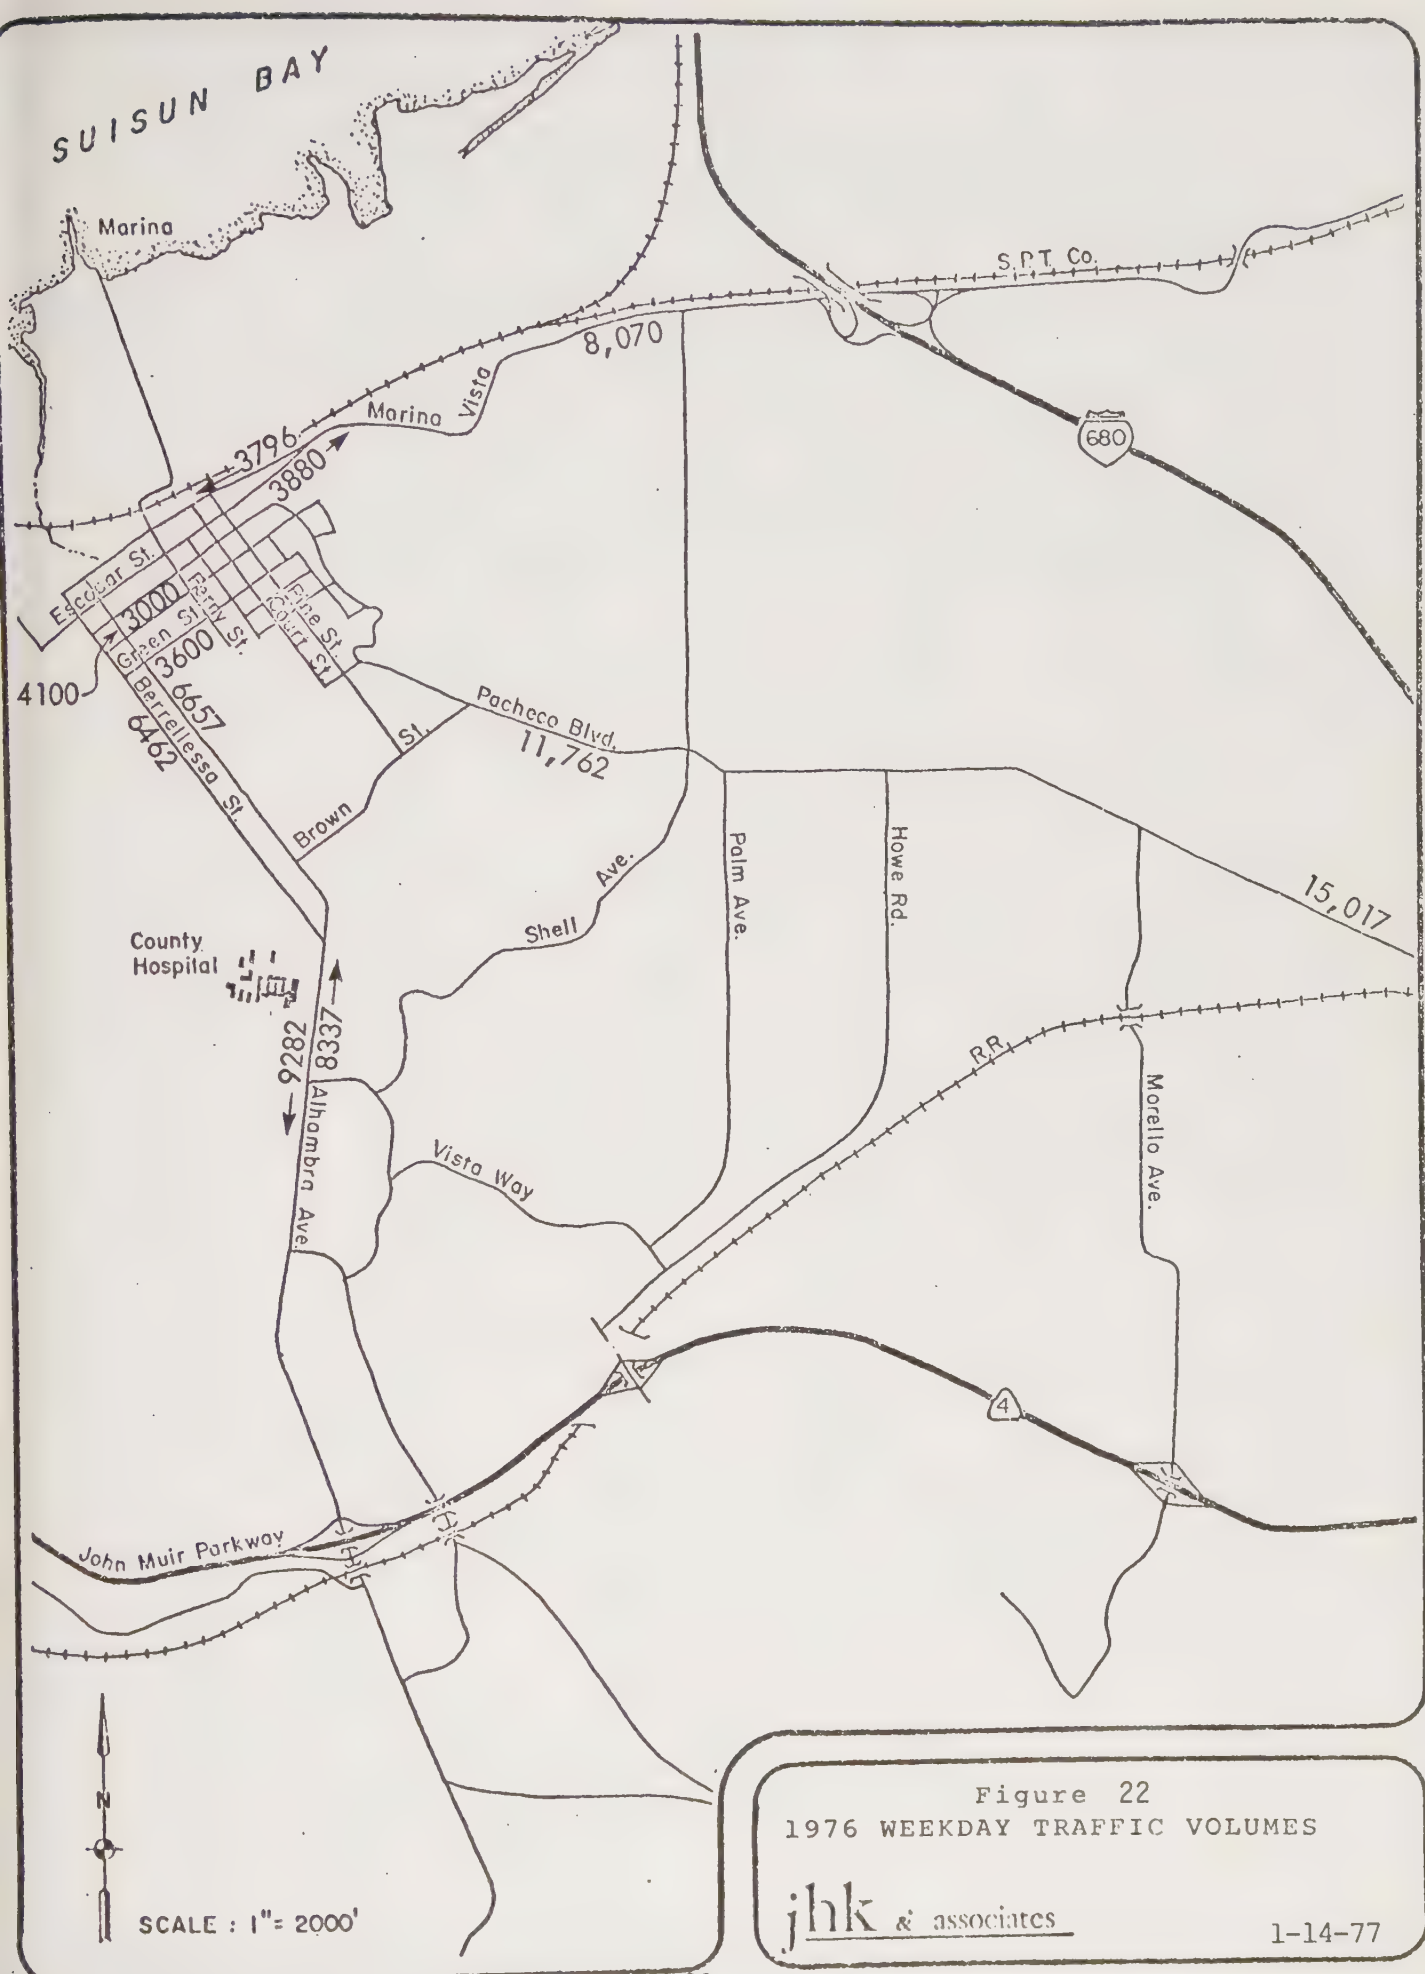 SUISUN BAY
Marina
S.P.T. Co.
8,070
Marina Vista
680
3796
3880
Escobar St.
3000
Ferry St.
Pine St.
Court St.
Green St.
3600
4100
6657
Berrellessa St.
6462
Pacheco Blvd.
11,762
Brown St.
Palm Ave.
Howe Rd.
15,017
Shell Ave.
County
Hospital
9282
8337
R.R.
Alhambra Ave.
Morello Ave.
Vista Way
4
John Muir Parkway
N
SCALE : 1"= 2000'
Figure 22
1976 WEEKDAY TRAFFIC VOLUMES
jhk & associates
1-14-77